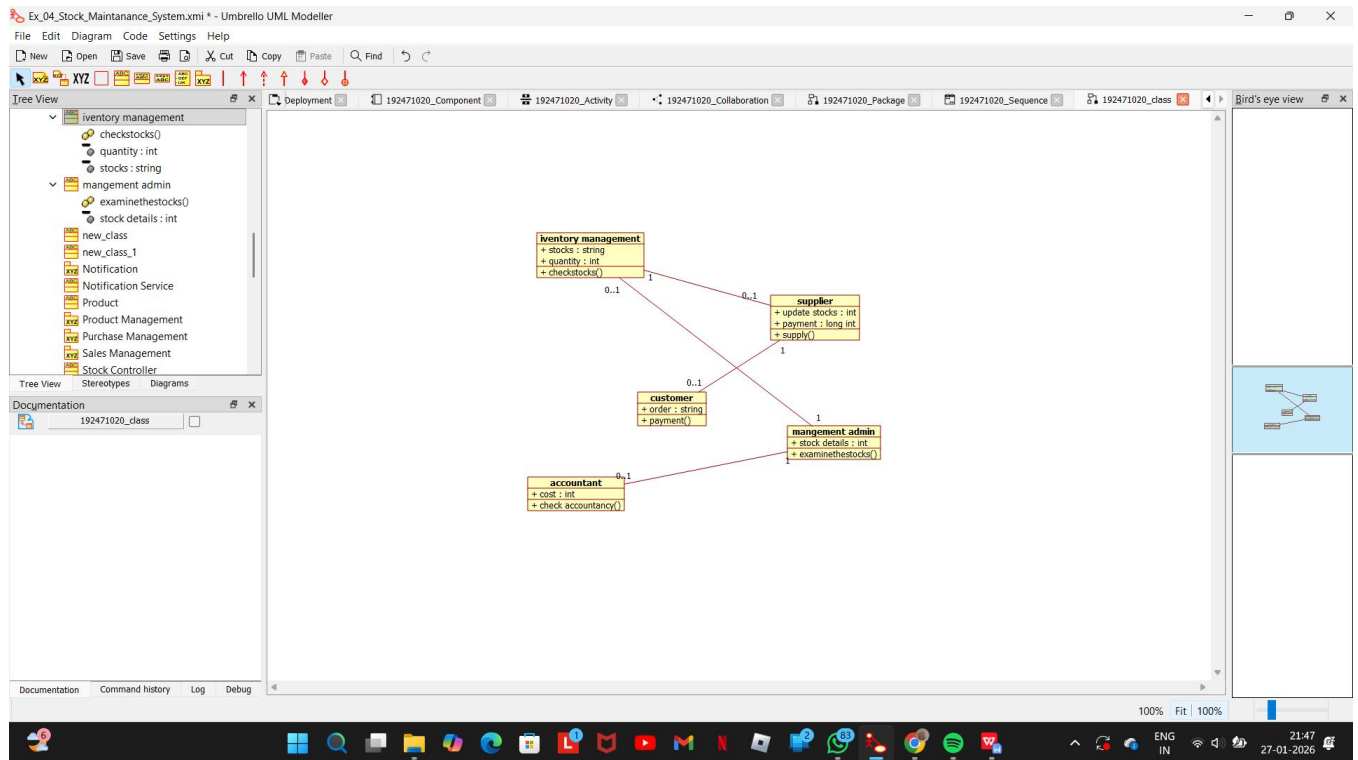 Ex_04_Stock_Maintanance_System.xmi * - Umbrello UML Modeller
File Edit Diagram Code Settings Help
New Open Save Cut Copy Paste Find
XYZ
Tree View
Deployment 192471020_Component 192471020_Activity 192471020_Collaboration 192471020_Package 192471020_Sequence 192471020_class
Bird's eye view
iventory management
checkstocks()
quantity : int
stocks : string
mangement admin
examinethestocks()
stock details : int
new_class
new_class_1
Notification
Notification Service
Product
Product Management
Purchase Management
Sales Management
Stock Controller
Tree View Stereotypes Diagrams
Documentation
192471020_class
Documentation Command history Log Debug
iventory management
+ stocks : string
+ quantity : int
+ checkstocks()
1
0..1
0..1
supplier
+ update stocks : int
+ payment : long int
+ supply()
1
0..1
customer
+ order : string
+ payment()
1
mangement admin
+ stock details : int
+ examinethestocks()
1
0..1
accountant
+ cost : int
+ check accountancy()
100% Fit 100%
6
1
2
83
ENG
IN
21:47
27-01-2026